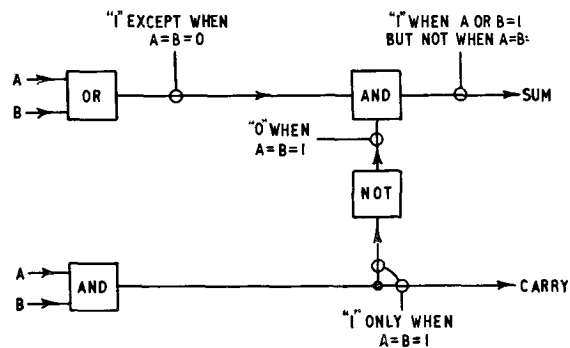 "1" EXCEPT WHEN
A=B=0
"1" WHEN A OR B=1
BUT NOT WHEN A=B=
A
B
OR
AND
SUM
"0" WHEN
A=B=1
NOT
A
B
AND
CARRY
"1" ONLY WHEN
A=B=1